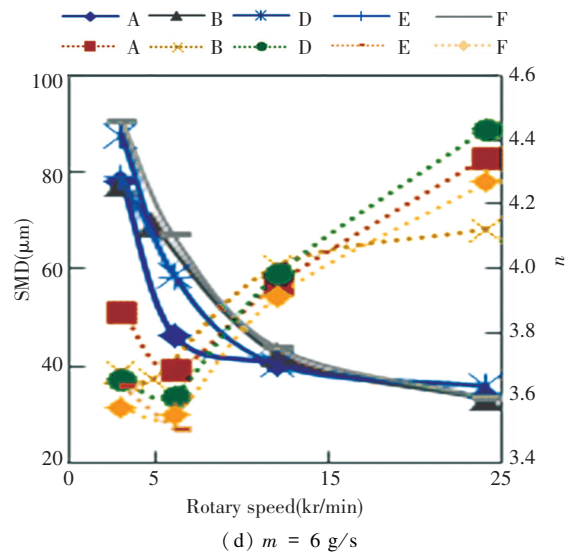 A B D E F
A B D E F
100 4.6
80 4.4
4.2
60 4.0
SMD(μm) n
40 3.8
3.6
20 3.4
0 5 15 25
Rotary speed(kr/min)
(d) m = 6 g/s